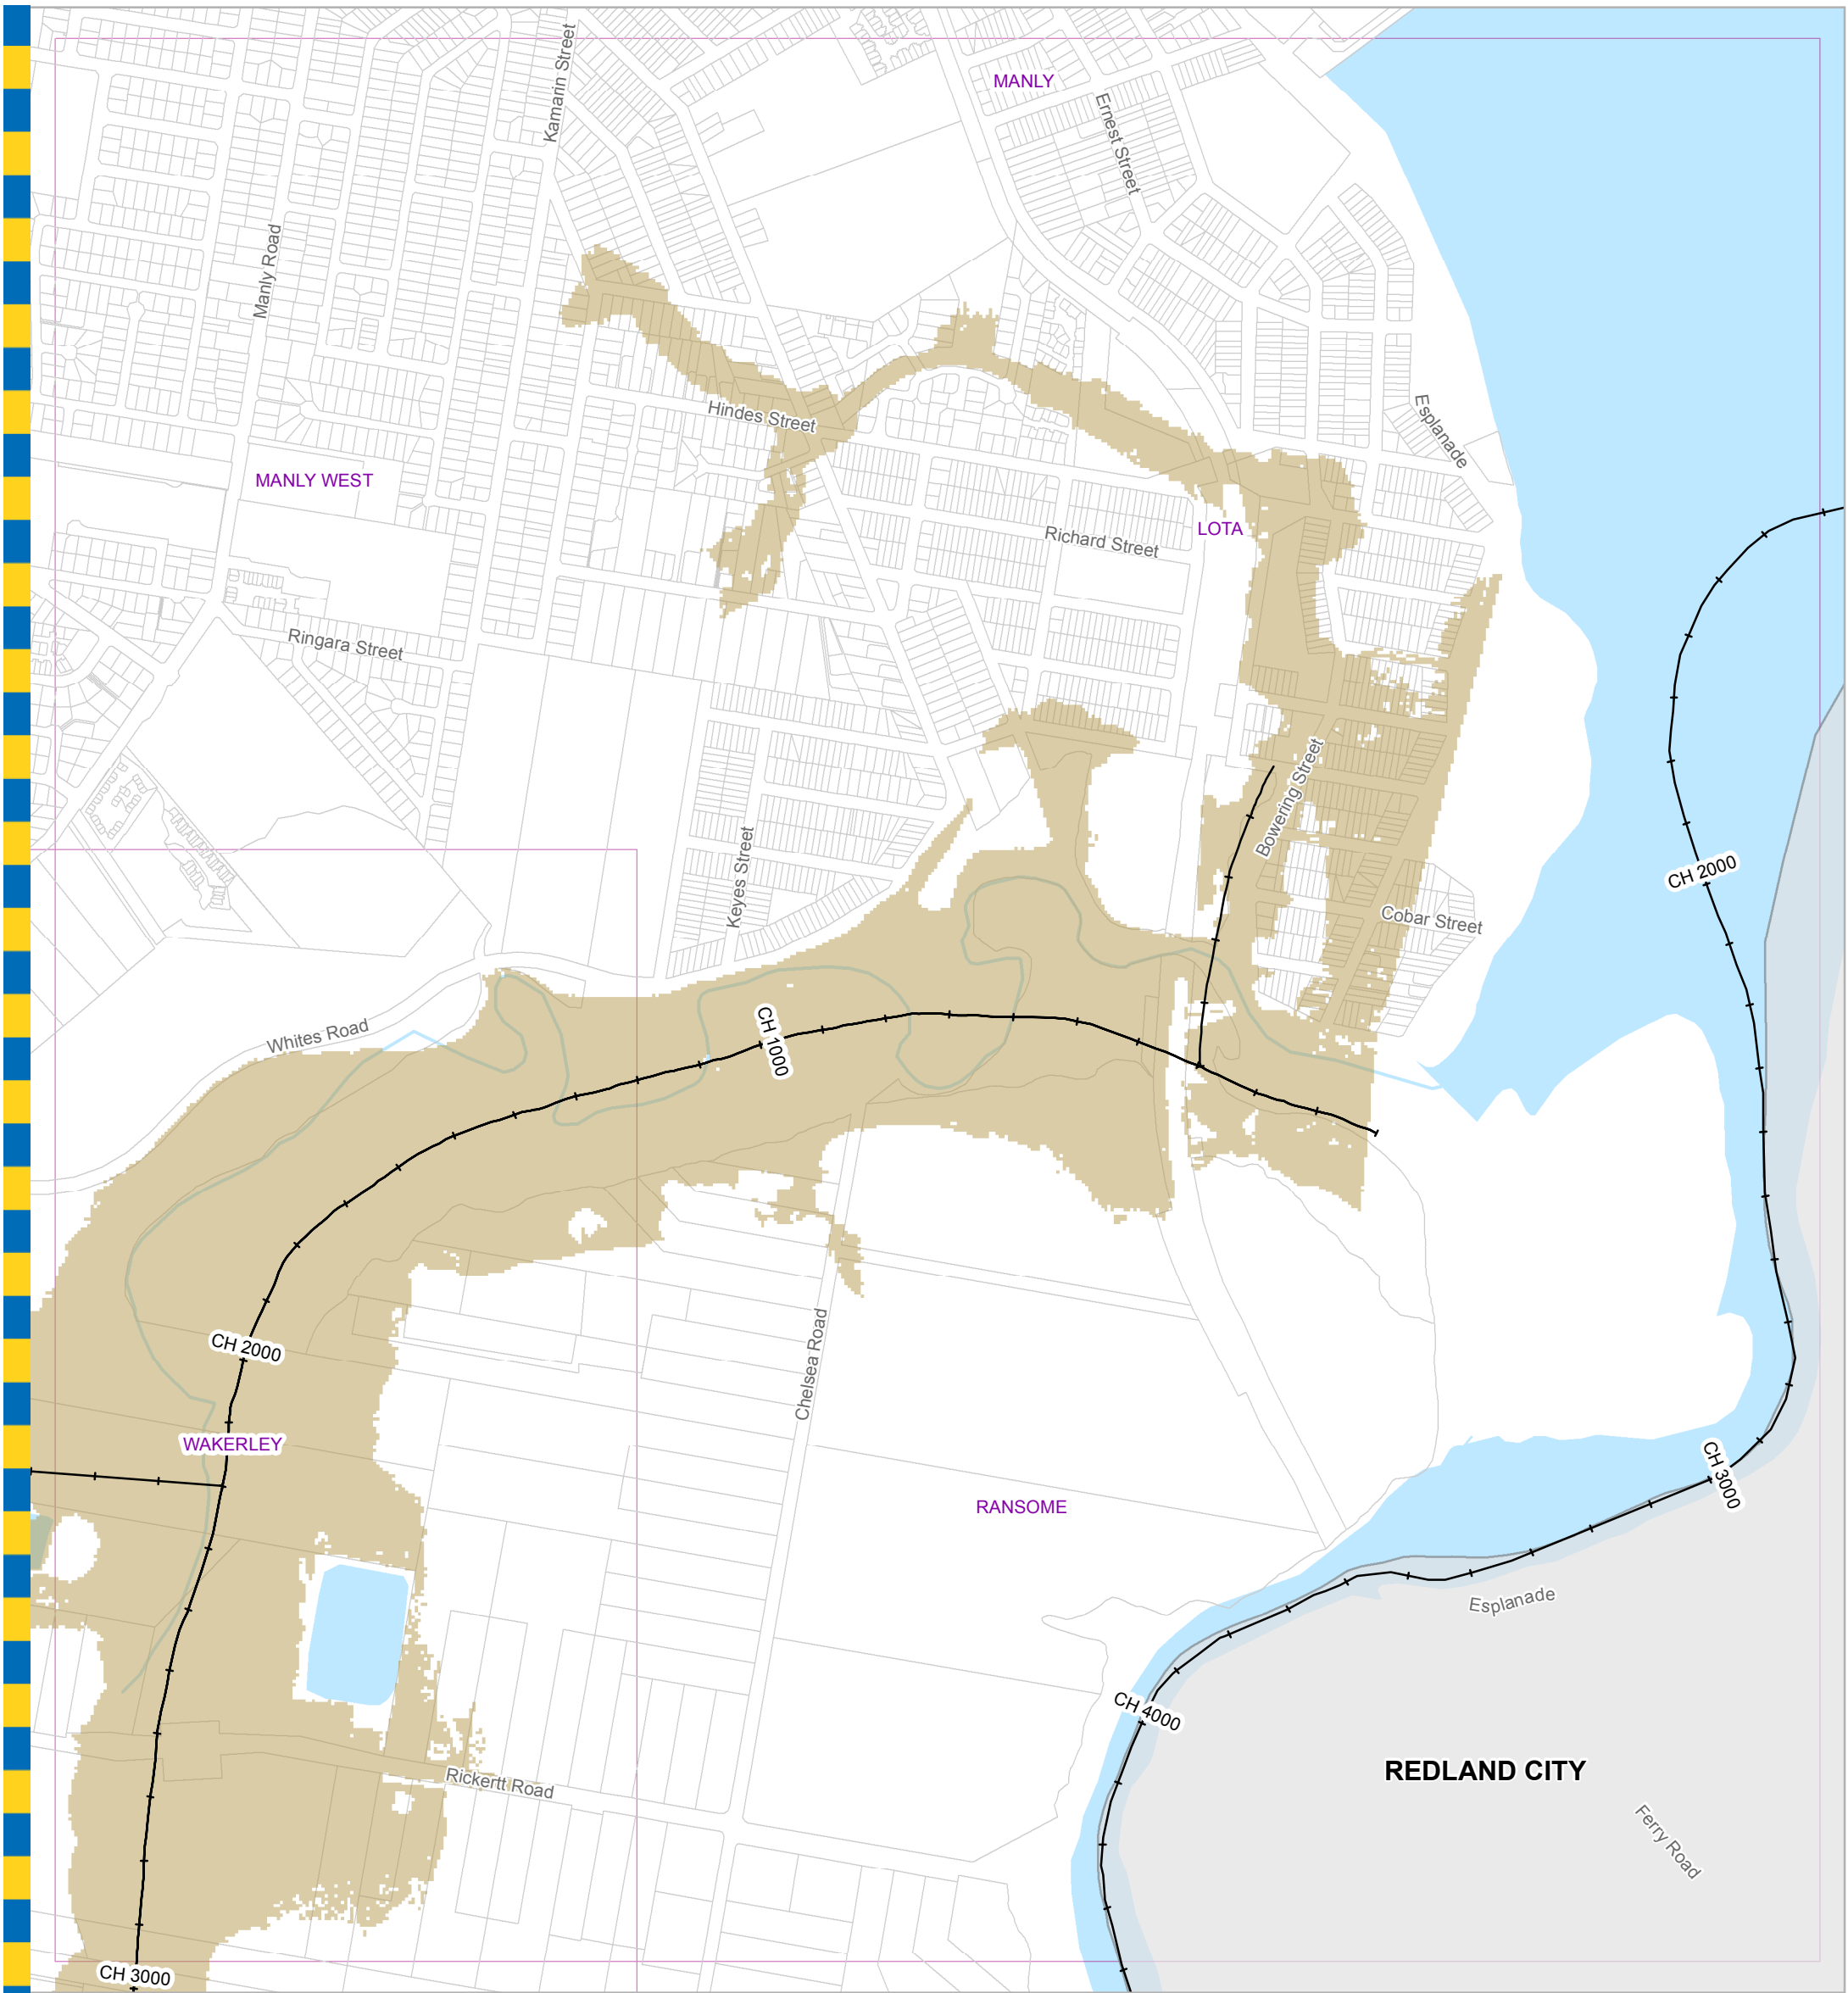 Kamarin Street
MANLY
Ernest Street
Manly Road
Hindes Street
Esplanade
MANLY WEST
LOTA
Richard Street
Ringara Street
Bowering Street
Keyes Street
CH 2000
Cobar Street
Whites Road
CH 1000
CH 2000
Chelsea Road
WAKERLEY
CH 3000
RANSOME
Esplanade
CH 4000
REDLAND CITY
Rickertt Road
Ferry Road
CH 3000